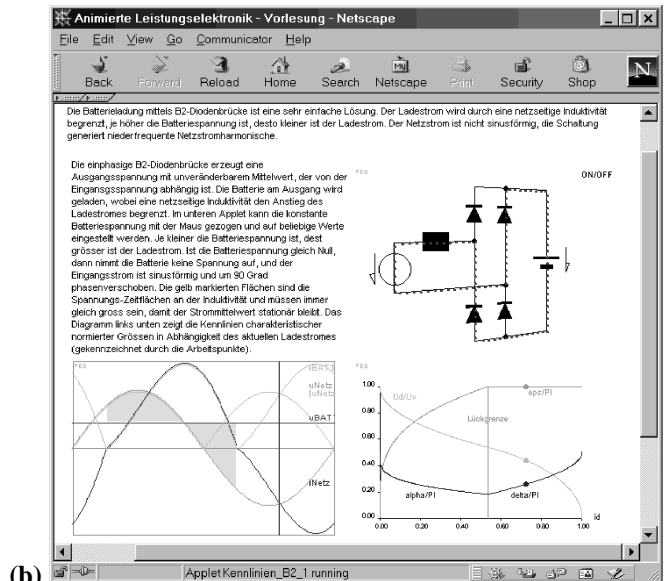 Animierte Leistungselektronik - Vorlesung - Netscape
File Edit View Go Communicator Help
Back Forward Reload Home Search Netscape Print Security Shop
Die Batterieladung mittels B2-Diodenbrücke ist eine sehr einfache Lösung. Der Ladestrom wird durch eine netzseitige Induktivität
begrenzt, je höher die Batteriespannung ist, desto kleiner ist der Ladestrom. Der Netzstrom ist nicht sinusförmig, die Schaltung
generiert niederfrequente Netzstromharmonische.
Die einphasige B2-Diodenbrücke erzeugt eine
Ausgangsspannung mit unveränderbarem Mittelwert, der von der
Eingangsgsspannung abhängig ist. Die Batterie am Ausgang wird
geladen, wobei eine netzseitige Induktivität den Anstieg des
Ladestromes begrenzt. Im unteren Applet kann die konstante
Batteriespannung mit der Maus gezogen und auf beliebige Werte
eingestellt werden. Je kleiner die Batteriespannung ist, dest
grösser ist der Ladestrom. Ist die Batteriespannung gleich Null,
dann nimmt die Batterie keine Spannung auf, und der
Eingangsstrom ist sinusförmig und um 90 Grad
phasenverschoben. Die gelb markierten Flächen sind die
Spannungs-Zeitflächen an der Induktivität und müssen immer
gleich gross sein, damit der Strommittelwert stationär bleibt. Das
Diagramm links unten zeigt die Kennlinien charakteristischer
normierter Grössen in Abhängigkeit des aktuellen Ladestromes
(gekennzeichnet durch die Arbeitspunkte).
PEG
ON/OFF
PEG
iBAT
uNetz
|uNetz
uBAT
iNetz
PEG
1.00
0.80
0.60
0.40
0.20
0.00
Ud/Uv
eps/PI
Lückgrenze
alpha/PI
delta/PI
0.00 0.20 0.40 0.60 0.80 1.00
id
(b)
Applet Kennlinien_B2_1 running